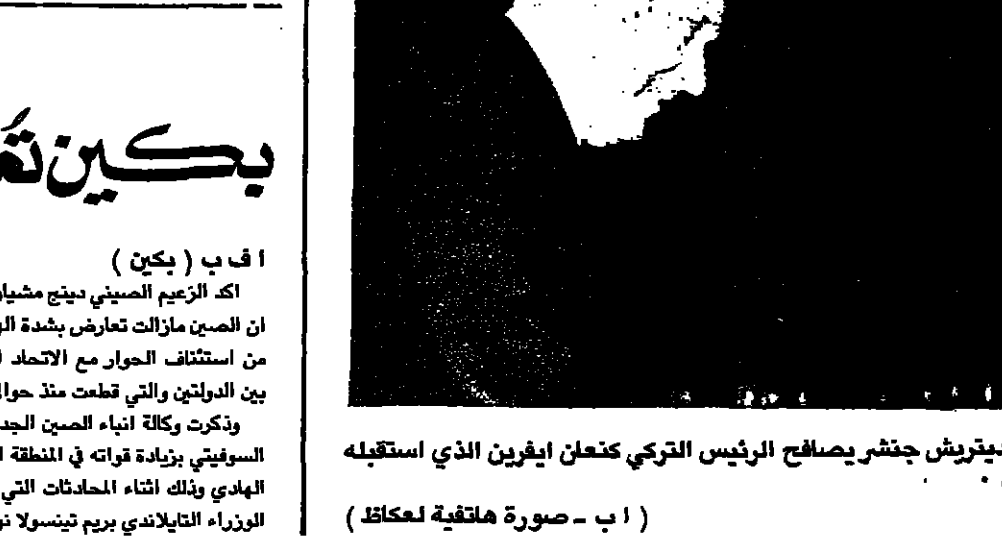 بكين
ا ف ب ( بكين )
اكد الزعيم الصيني دينج
ان الصين مازالت تعارض بشدة
من استئناف الحوار مع الاتحاد
بين الدولتين والتي قطعت منذ
وذكرت وكالة انباء الصين
السوفيتي بزيادة قواته في المنطقة
الهادي وذلك اثناء المحادثات التي
الوزراء التايلاندي بريم تينسولا
ديتريش جنشر يصافح الرئيس التركي كنعان ايفرين الذي استقبله
( ا ب ـ صورة هاتفية لعكاظ )